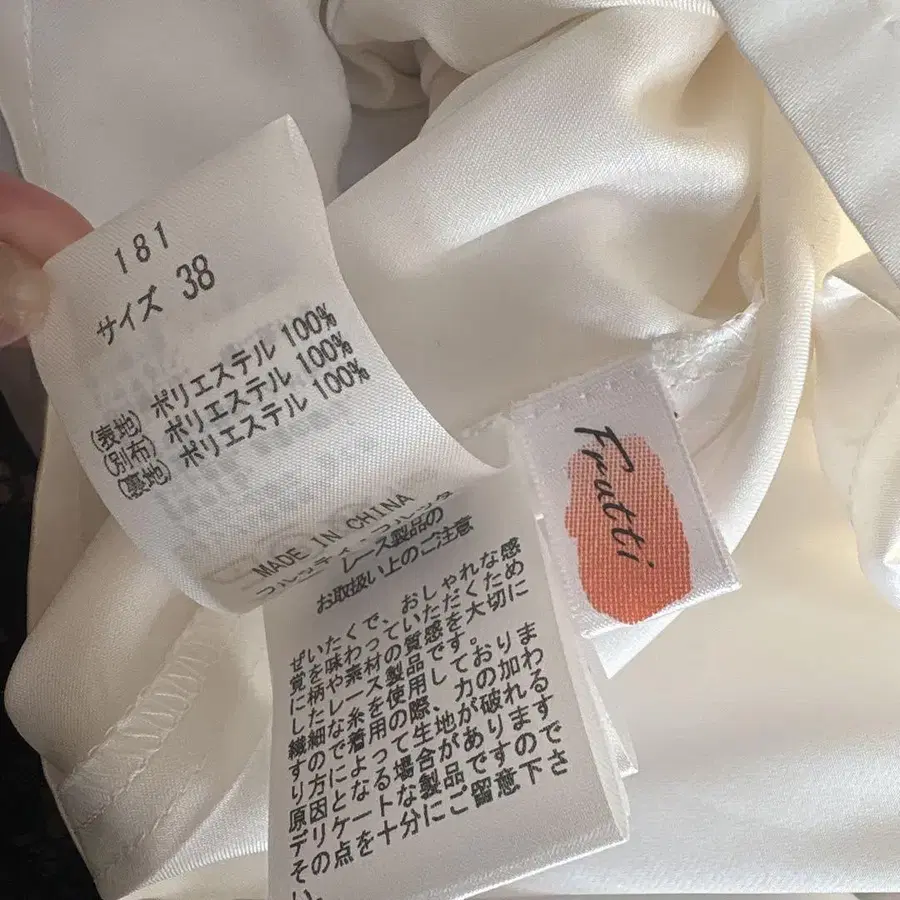 181
サイズ 38
(表地) ポリエステル 100%
(別布) ポリエステル 100%
(裏地) ポリエステル 100%
MADE IN CHINA
レース製品の
お取扱い上のご注意
ぜいたくで、おしゃれな感
覚を味わっていただくため
に柄や素材の質感を大切に
したレース製品です。
繊細な糸を使用しておりま
すので着用の際、力の加わ
り方によって生地が破れる
原因となる場合があります
デリケートな製品ですので
その点を十分にご留意下さ
い。
Frutti